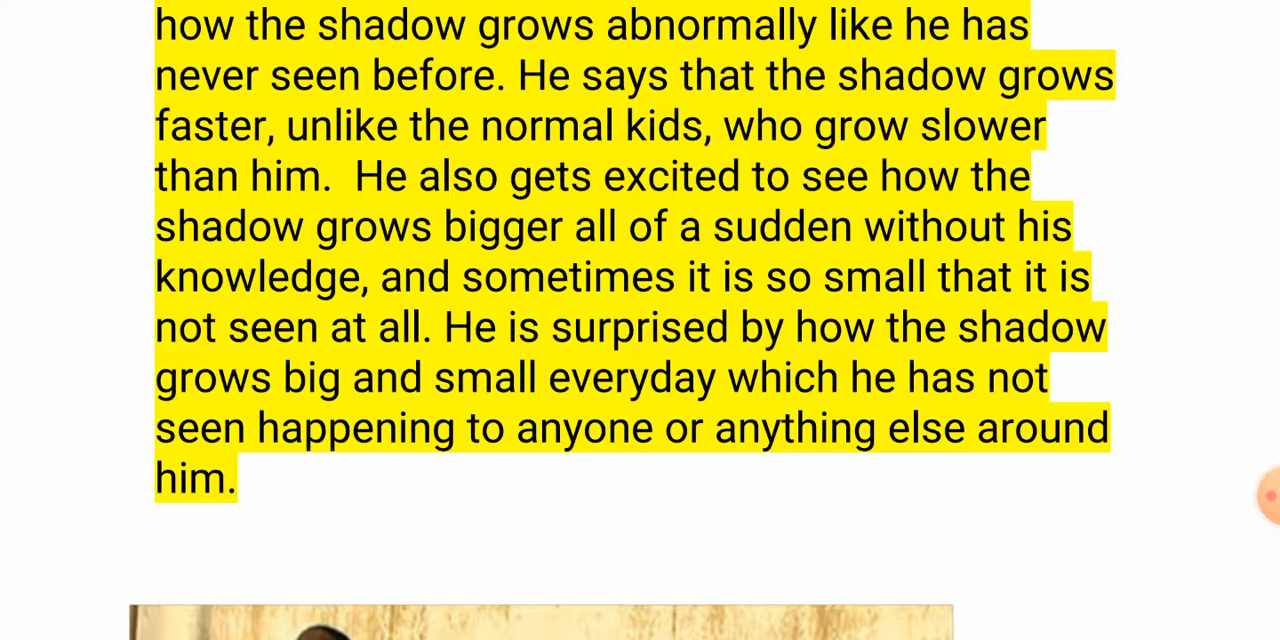 how the shadow grows abnormally like he has
never seen before. He says that the shadow grows
faster, unlike the normal kids, who grow slower
than him.  He also gets excited to see how the
shadow grows bigger all of a sudden without his
knowledge, and sometimes it is so small that it is
not seen at all. He is surprised by how the shadow
grows big and small everyday which he has not
seen happening to anyone or anything else around
him.